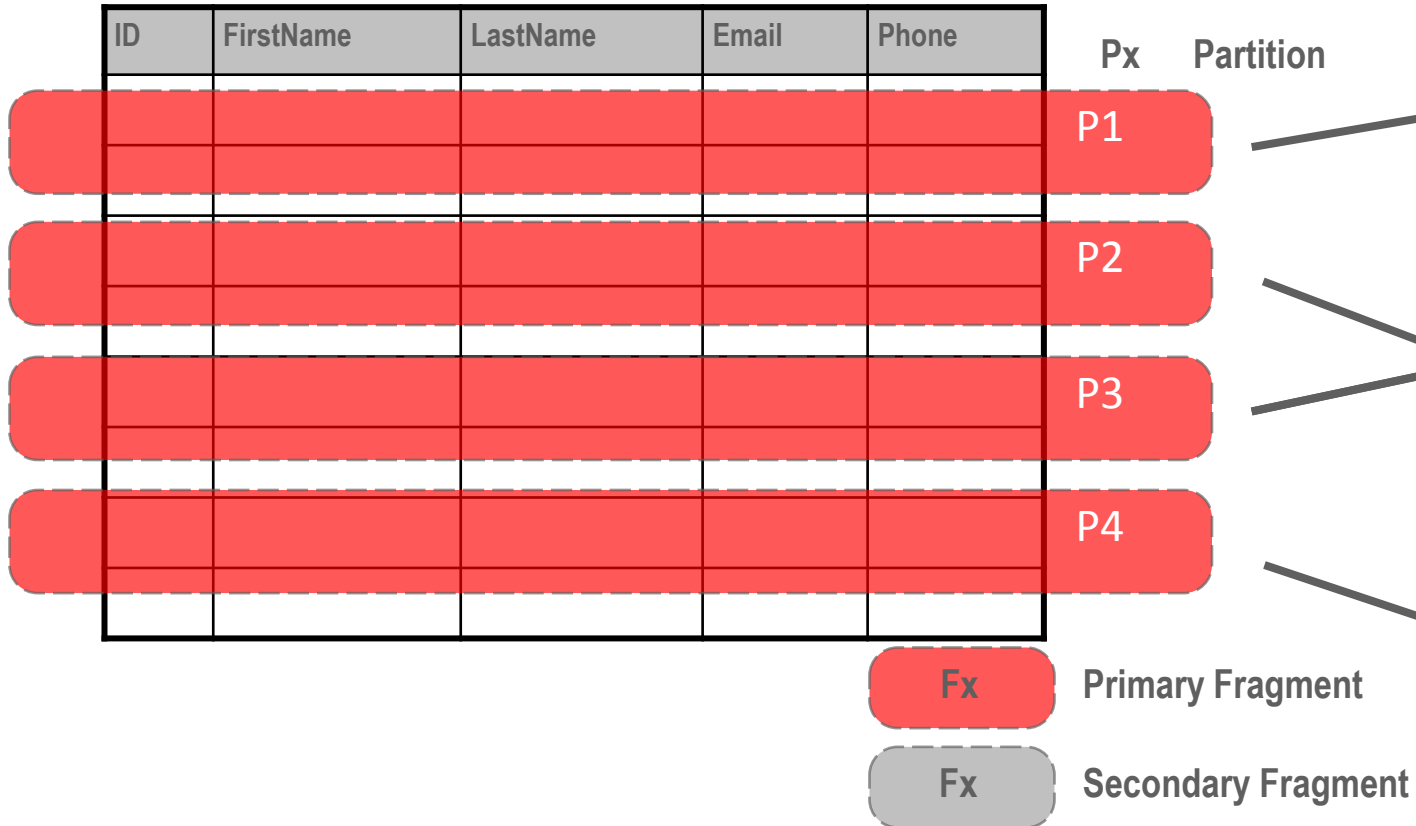 ID FirstName LastName Email Phone
Px Partition
P1
P2
P3
P4
Fx Primary Fragment
Fx Secondary Fragment